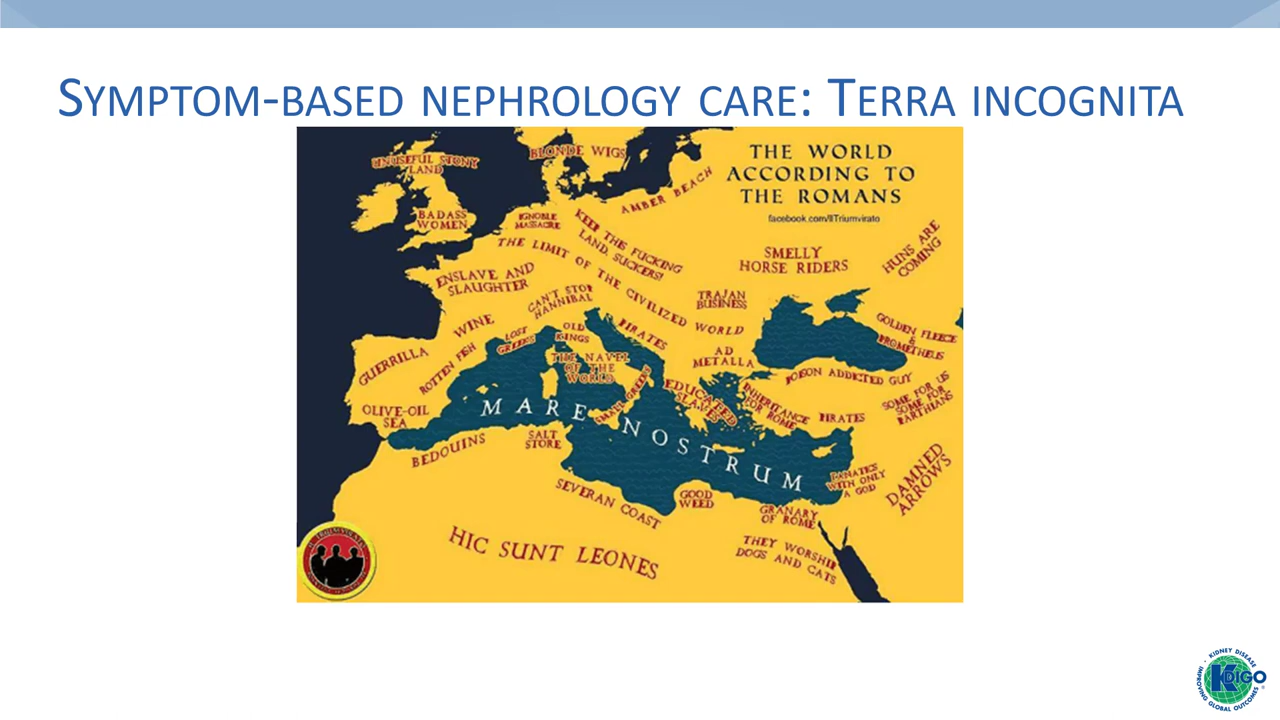 SYMPTOM-BASED NEPHROLOGY CARE: TERRA INCOGNITA
THE WORLD
ACCORDING TO
THE ROMANS
facebook.com/IlTriumvirato
UNUSEFUL STONY
LAND
BLONDE WIGS
AMBER BEACH
BADASS
WOMEN
IGNOBLE
MASSACRE
KEEP THIS FUCKING
LAND, SUCKERS!
THE LIMIT OF THE CIVILIZED WORLD
SMELLY
HORSE RIDERS
HUNS ARE
COMING
ENSLAVE AND
SLAUGHTER
CAN'T STOP
HANNIBAL
TRAJAN
BUSINESS
WINE
LOST
GREEKS
OLD
KINGS
PIRATES
GOLDEN FLEECE
&
PROMETHEUS
GUERRILLA
ROTTEN FISH
THE NAVEL
OF THE
WORLD
AD
METALLA
POISON ADDICTED GUY
SMALL GREEKS
EDUCATED
SLAVES
INHERITANCE
FOR ROME
PIRATES
SOME FOR US
SOME FOR
PARTHIANS
OLIVE-OIL
SEA
MARE NOSTRUM
BEDOUINS
SALT
STORE
FANATICS
WITH ONLY
A GOD
DAMNED
ARROWS
SEVERAN COAST
GOOD
WEED
GRANARY
OF ROME
HIC SUNT LEONES
THEY WORSHIP
DOGS AND CATS
KIDNEY DISEASE
KDIGO
IMPROVING GLOBAL OUTCOMES